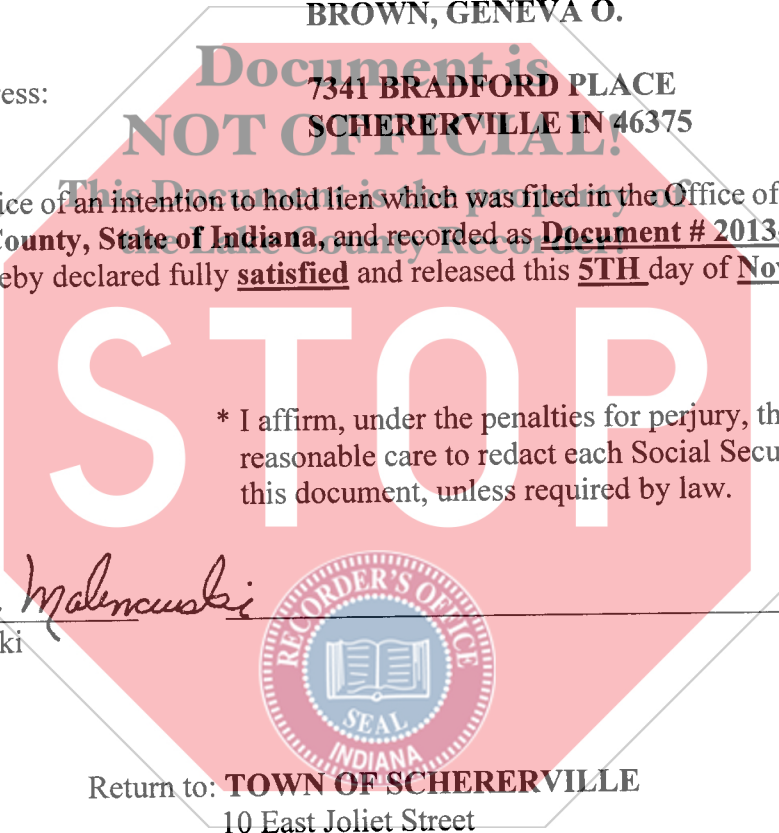 BROWN, GENEVA O.
Document is
ress: 7341 BRADFORD PLACE
NOT OFFICIAL!
SCHERERVILLE IN 46375
This Document is the property of
the Lake County Recorder!
ice of an intention to hold lien which was filed in the Office of
County, State of Indiana, and recorded as Document # 2013
eby declared fully satisfied and released this 5TH day of Nov
STOP
* I affirm, under the penalties for perjury, th
reasonable care to redact each Social Secu
this document, unless required by law.
Malencuski
ki
RECORDER'S OFFICE
SEAL
INDIANA
Return to: TOWN OF SCHERERVILLE
10 East Joliet Street